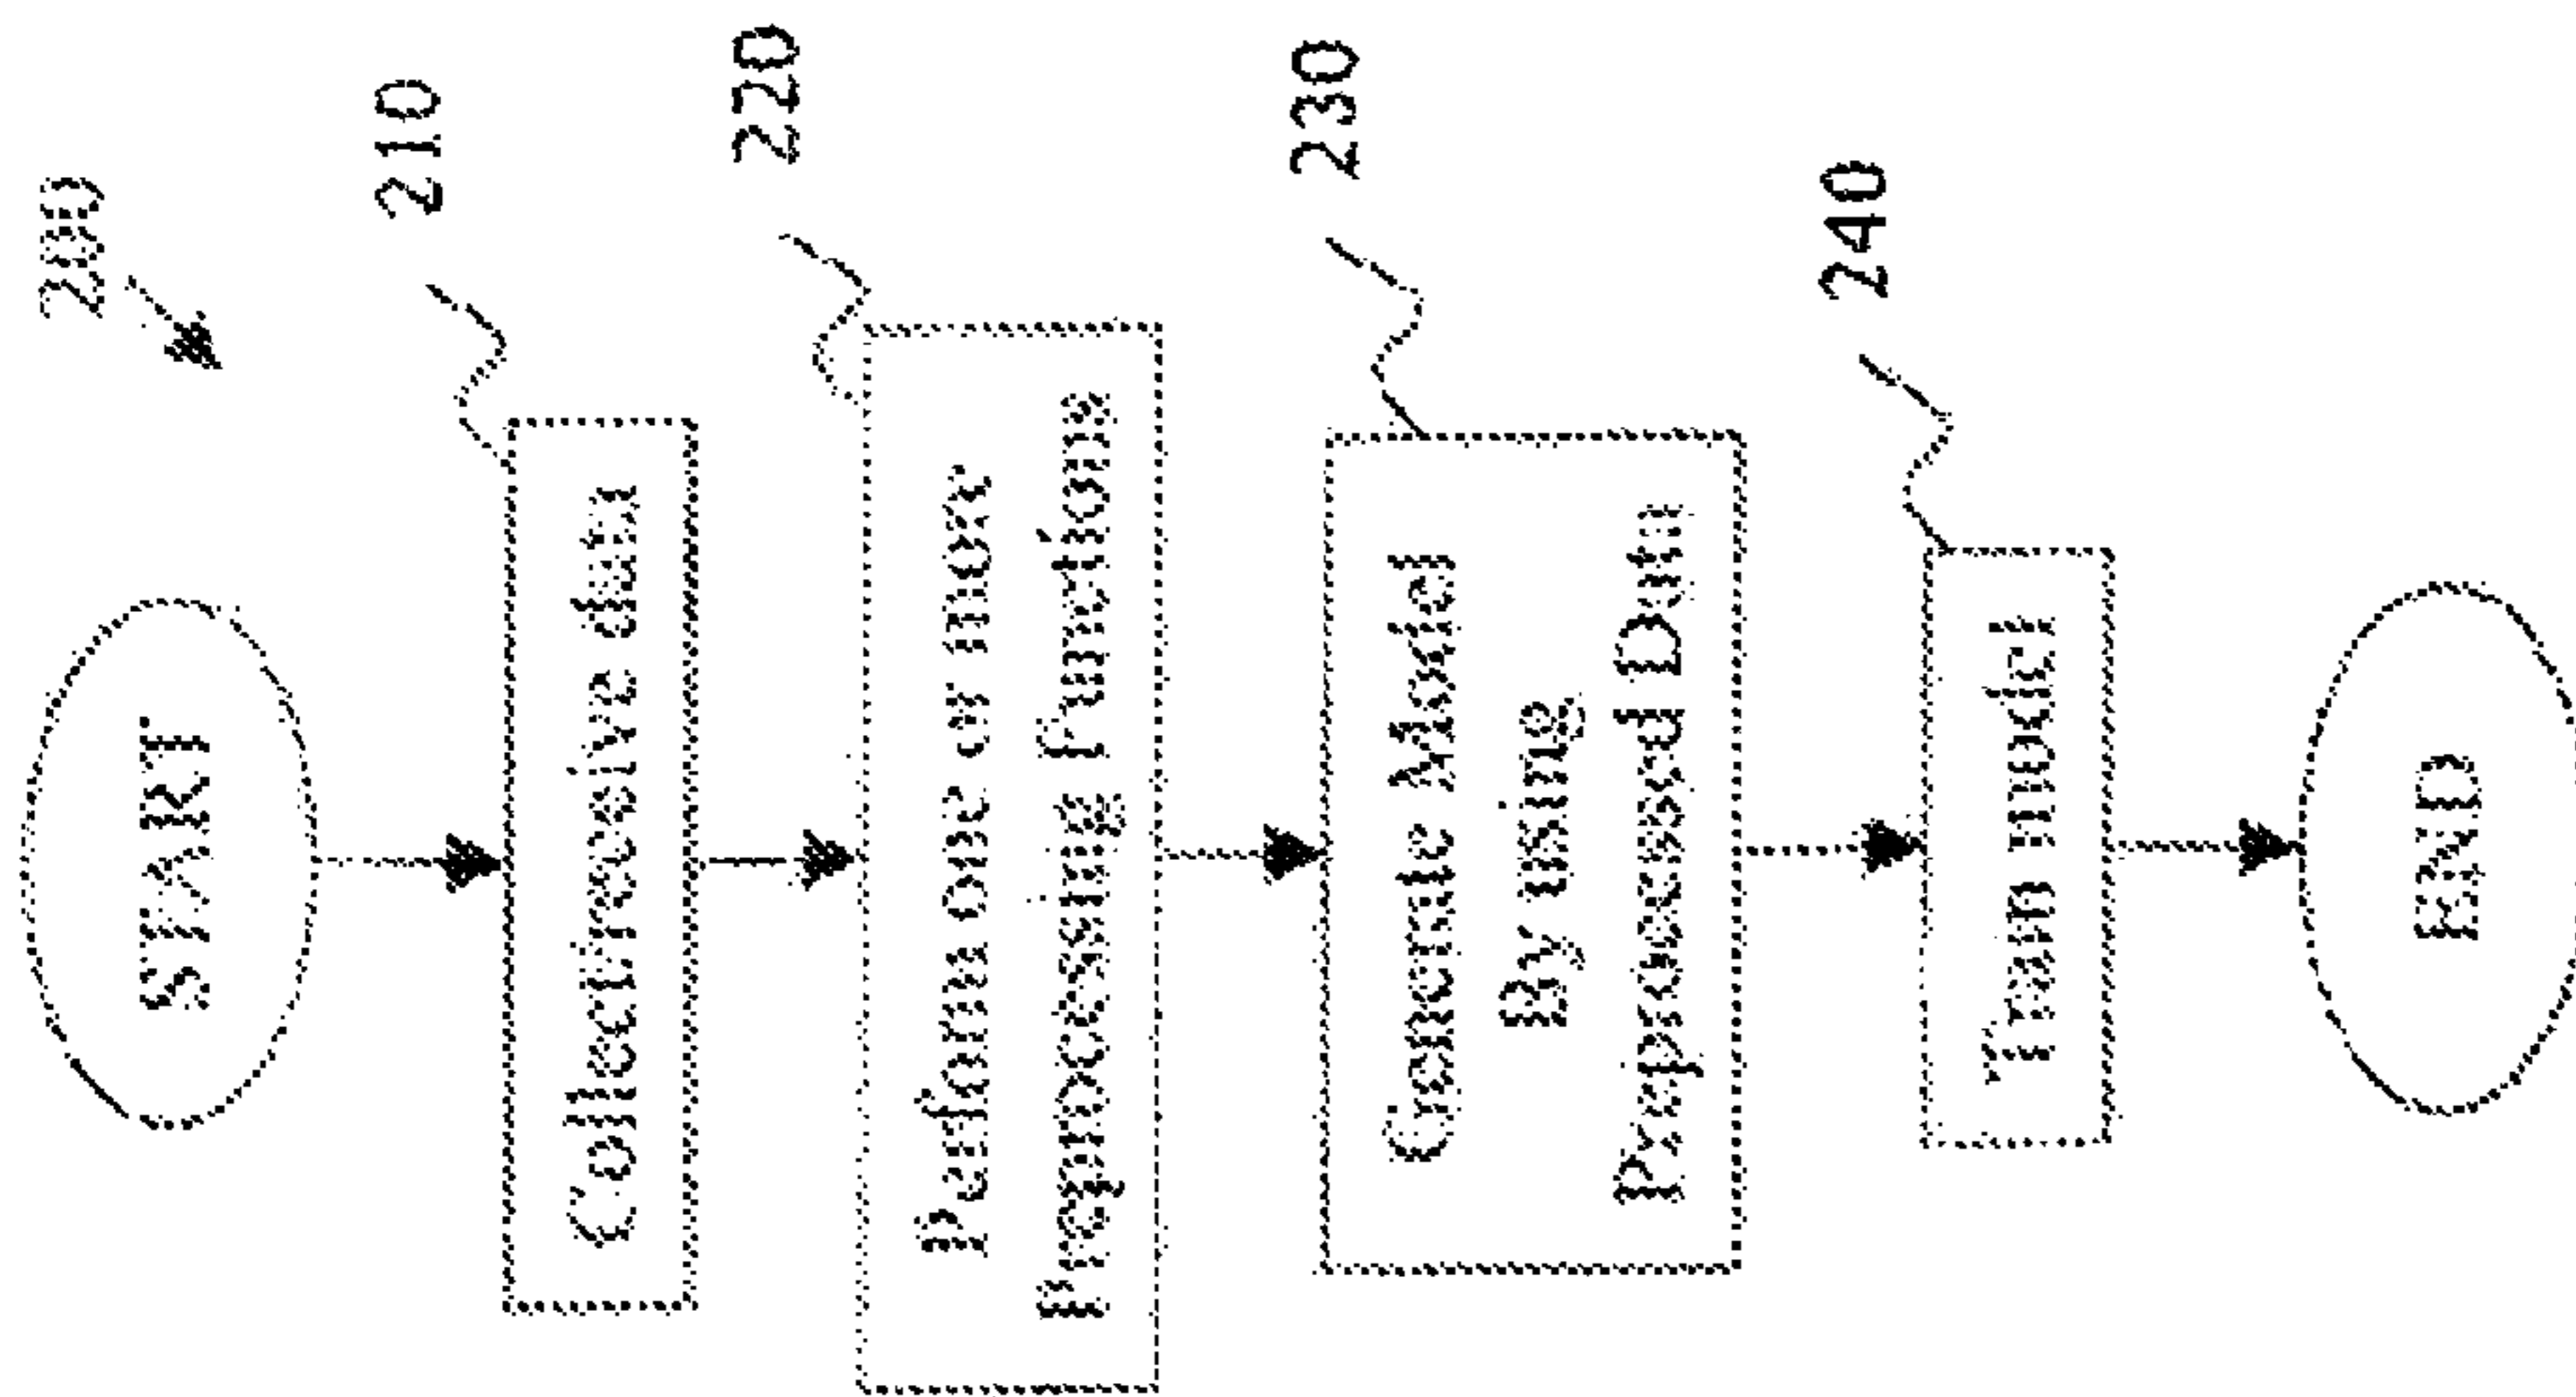 200
START
210
Collect/receive data
220
Perform one or more
Preprocessing functions
230
Generate Model
By using
Preprocessed Data
240
Train model
END